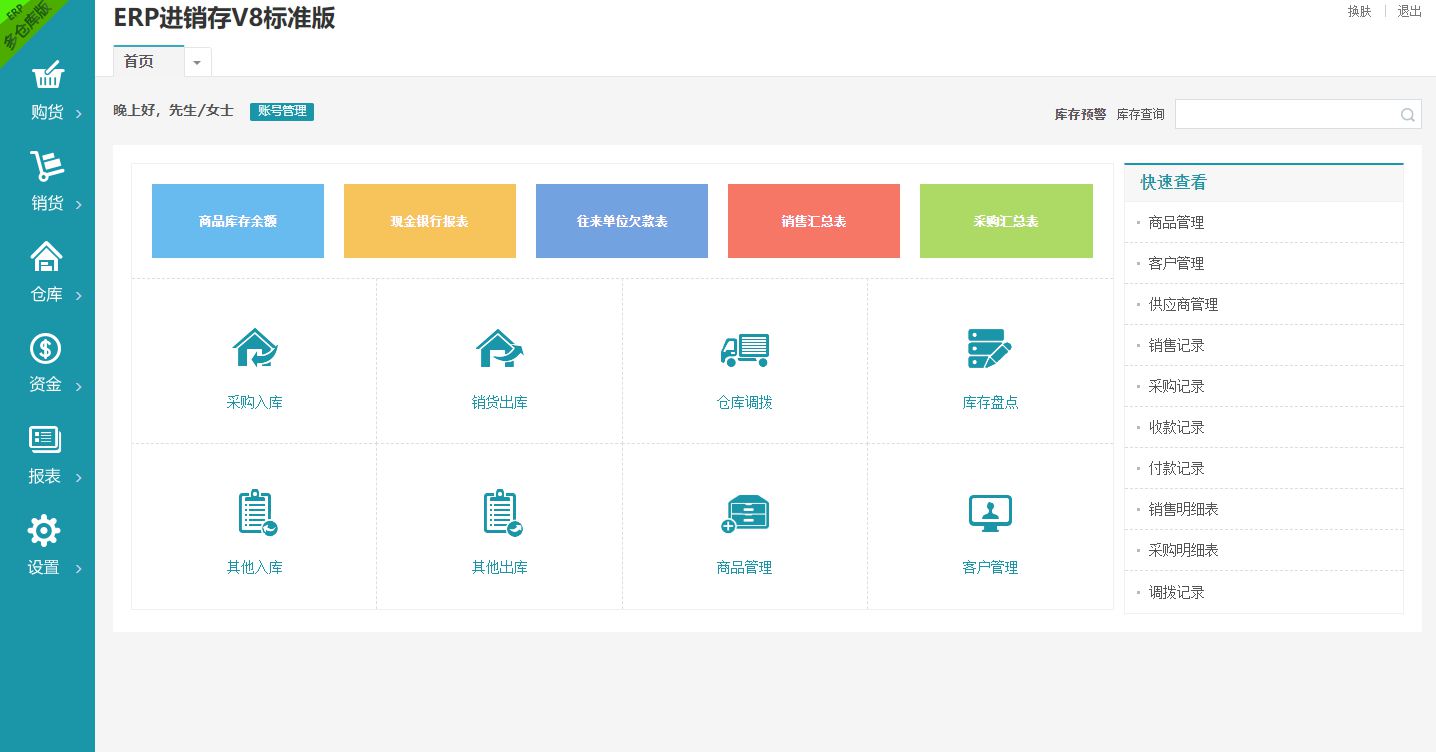 ERP
多仓库版
ERP进销存V8标准版
换肤
退出
首页
晚上好，先生/女士
账号管理
库存预警
库存查询
购货
销货
仓库
资金
报表
设置
商品库存余额
现金银行报表
往来单位欠款表
销售汇总表
采购汇总表
采购入库
销货出库
仓库调拨
库存盘点
其他入库
其他出库
商品管理
客户管理
快速查看
商品管理
客户管理
供应商管理
销售记录
采购记录
收款记录
付款记录
销售明细表
采购明细表
调拨记录